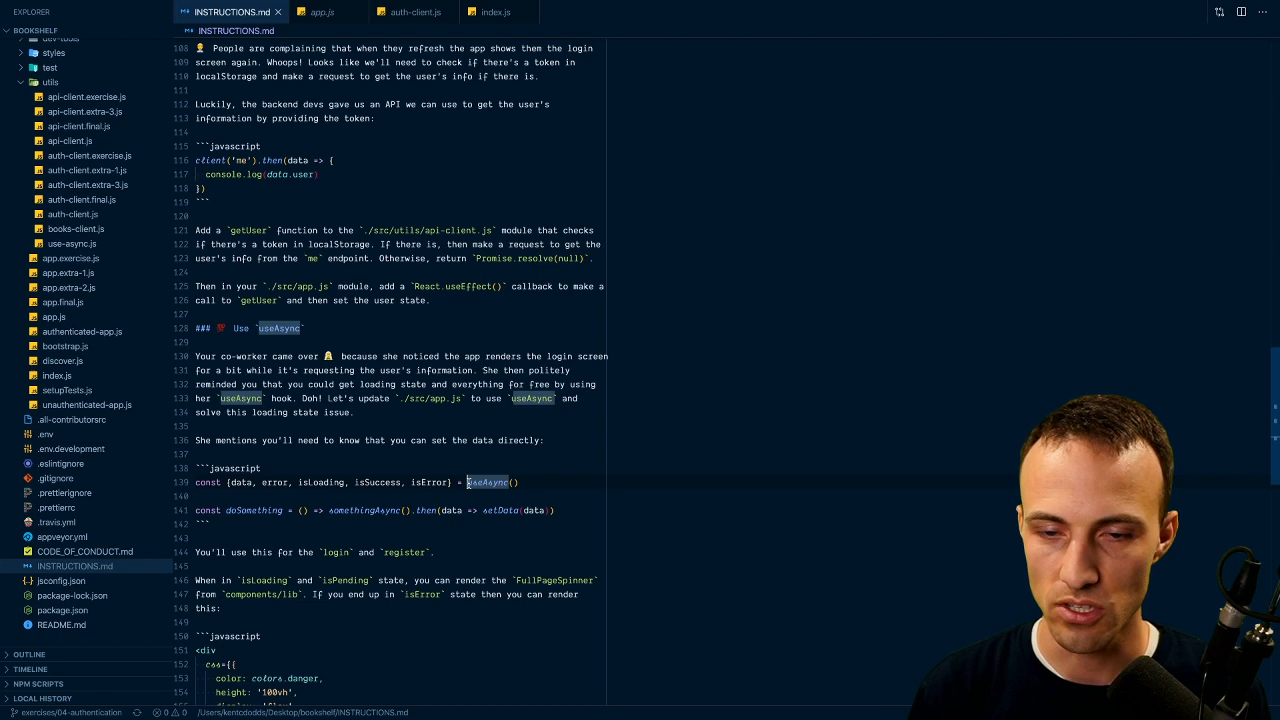 EXPLORER
INSTRUCTIONS.md
app.js
auth-client.js
index.js
BOOKSHELF
INSTRUCTIONS.md
styles
test
utils
api-client.exercise.js
api-client.extra-3.js
api-client.final.js
api-client.js
auth-client.exercise.js
auth-client.extra-1.js
auth-client.extra-3.js
auth-client.final.js
auth-client.js
books-client.js
use-async.js
app.exercise.js
app.extra-1.js
app.extra-2.js
app.final.js
app.js
authenticated-app.js
bootstrap.js
discover.js
index.js
setupTests.js
unauthenticated-app.js
.all-contributorsrc
.env
.env.development
.eslintignore
.gitignore
.prettierignore
.prettierrc
.travis.yml
appveyor.yml
CODE_OF_CONDUCT.md
INSTRUCTIONS.md
jsconfig.json
package-lock.json
package.json
README.md
OUTLINE
TIMELINE
NPM SCRIPTS
LOCAL HISTORY
108 People are complaining that when they refresh the app shows them the login
109 screen again. Whoops! Looks like we'll need to check if there's a token in
110 localStorage and make a request to get the user's info if there is.
111
112 Luckily, the backend devs gave us an API we can use to get the user's
113 information by providing the token:
114
115 ```javascript
116 client('me').then(data => {
117 console.log(data.user)
118 })
119 ```
120
121 Add a `getUser` function to the `./src/utils/api-client.js` module that checks
122 if there's a token in localStorage. If there is, then make a request to get the
123 user's info from the `me` endpoint. Otherwise, return `Promise.resolve(null)`.
124
125 Then in your `./src/app.js` module, add a `React.useEffect()` callback to make a
126 call to `getUser` and then set the user state.
127
128 ### 💯 Use `useAsync`
129
130 Your co-worker came over because she noticed the app renders the login screen
131 for a bit while it's requesting the user's information. She then politely
132 reminded you that you could get loading state and everything for free by using
133 her `useAsync` hook. Doh! Let's update `./src/app.js` to use `useAsync` and
134 solve this loading state issue.
135
136 She mentions you'll need to know that you can set the data directly:
137
138 ```javascript
139 const {data, error, isLoading, isSuccess, isError} = useAsync()
140
141 const doSomething = () => somethingAsync().then(data => setData(data))
142 ```
143
144 You'll use this for the `login` and `register`.
145
146 When in `isLoading` and `isPending` state, you can render the `FullPageSpinner`
147 from `components/lib`. If you end up in `isError` state then you can render
148 this:
149
150 ```javascript
151 <div
152 css={{
153 color: colors.danger,
154 height: '100vh',
exercises/04-authentication
0 0
/Users/kentcdodds/Desktop/bookshelf/INSTRUCTIONS.md